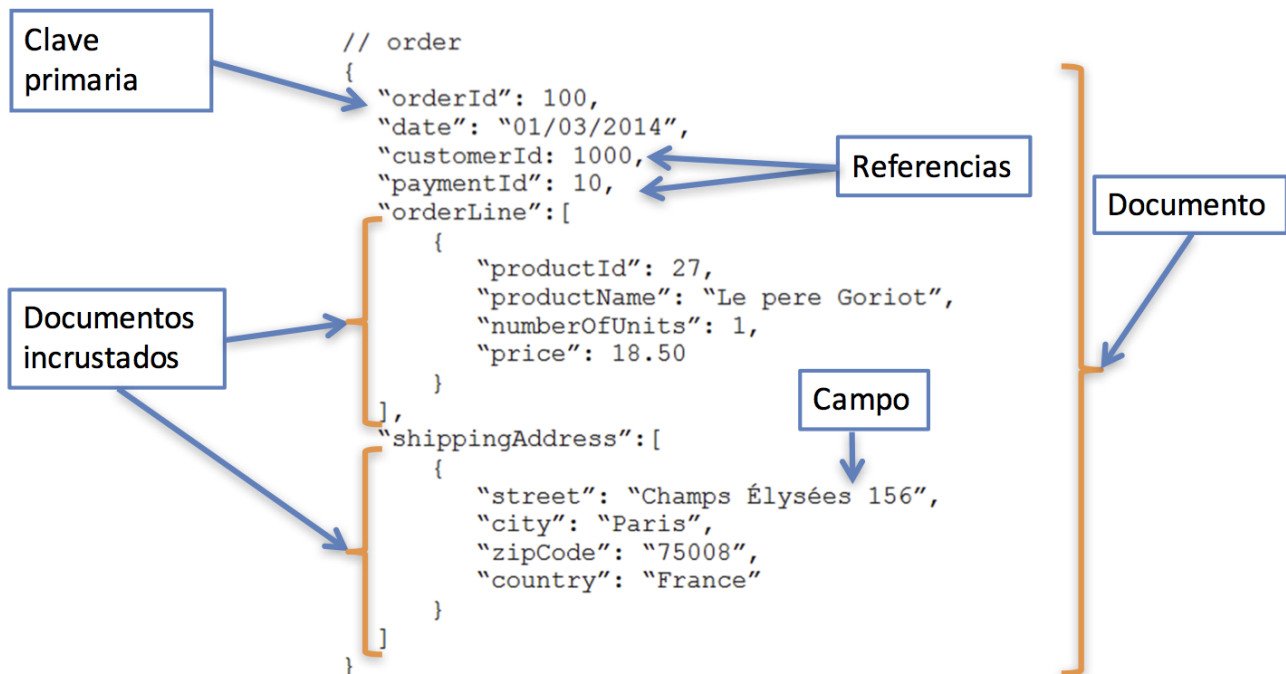 Clave
primaria
// order
{
“orderId”: 100,
“date”: “01/03/2014”,
“customerId: 1000,
“paymentId”: 10,
“orderLine”:[
{
“productId”: 27,
“productName”: “Le pere Goriot”,
“numberOfUnits”: 1,
“price”: 18.50
}
],
“shippingAddress”:[
{
“street”: “Champs Élysées 156”,
“city”: “Paris”,
“zipCode”: “75008”,
“country”: “France”
}
]
}
Referencias
Documento
Documentos
incrustados
Campo